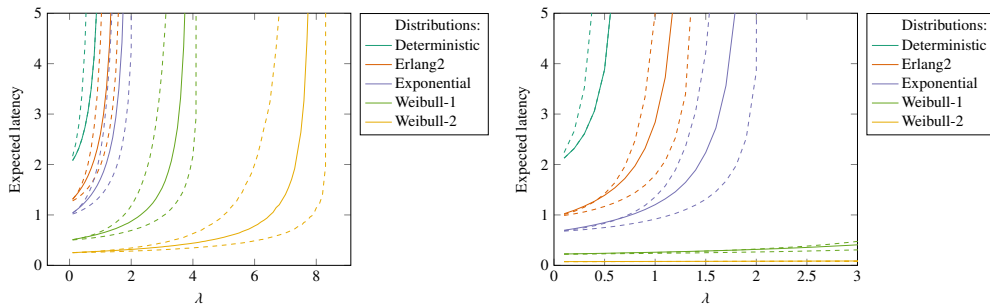 5
4
3
2
1
0
Expected latency
0
2
4
6
8
λ
Distributions:
Deterministic
Erlang2
Exponential
Weibull-1
Weibull-2
5
4
3
2
1
0
Expected latency
0
0.5
1
1.5
2
2.5
3
λ
Distributions:
Deterministic
Erlang2
Exponential
Weibull-1
Weibull-2